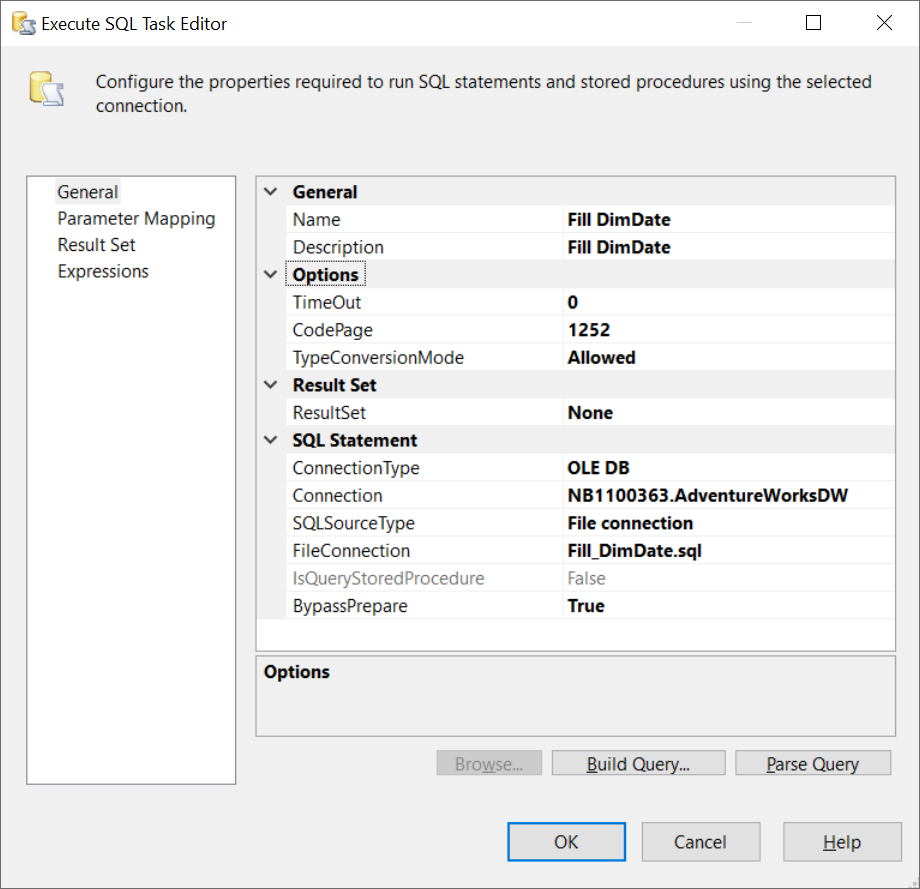 Execute SQL Task Editor
Configure the properties required to run SQL statements and stored procedures using the selected
connection.
General
Parameter Mapping
Result Set
Expressions
General
Name Fill DimDate
Description Fill DimDate
Options
TimeOut 0
CodePage 1252
TypeConversionMode Allowed
Result Set
ResultSet None
SQL Statement
ConnectionType OLE DB
Connection NB1100363.AdventureWorksDW
SQLSourceType File connection
FileConnection Fill_DimDate.sql
IsQueryStoredProcedure False
BypassPrepare True
Options
Browse... Build Query... Parse Query
OK Cancel Help